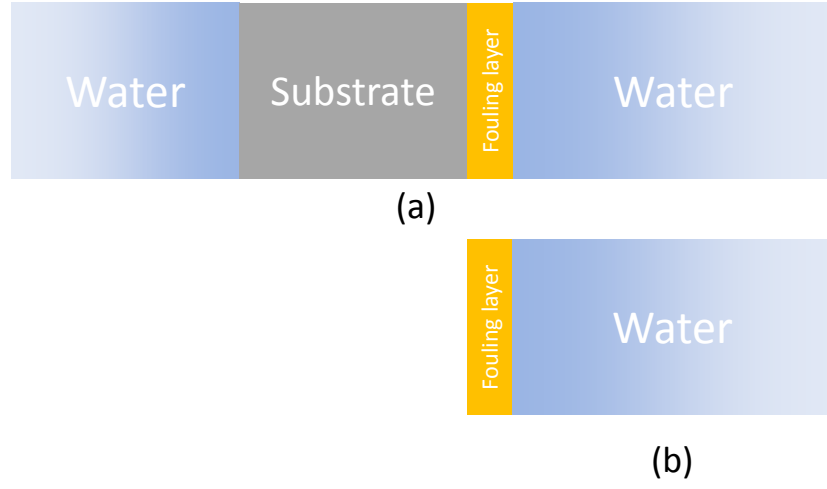 Water
Substrate
Fouling layer
Water
(a)
Fouling layer
Water
(b)